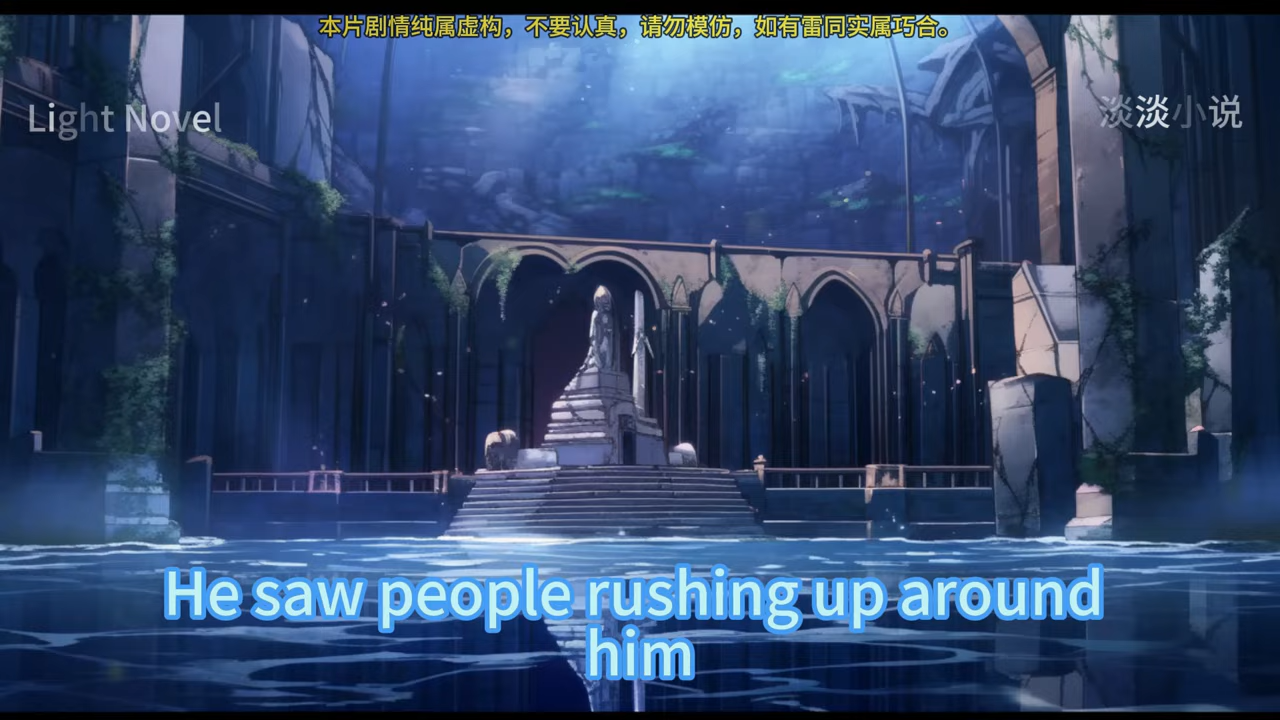 本片剧情纯属虚构，不要认真，请勿模仿，如有雷同实属巧合。
Light Novel
淡淡小说
He saw people rushing up around
him